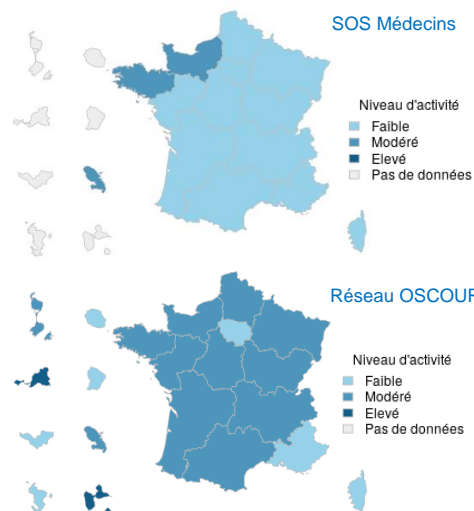 SOS Médecins
Niveau d'activité
Faible
Modéré
Elevé
Pas de données
Réseau OSCOUR
Niveau d'activité
Faible
Modéré
Elevé
Pas de données